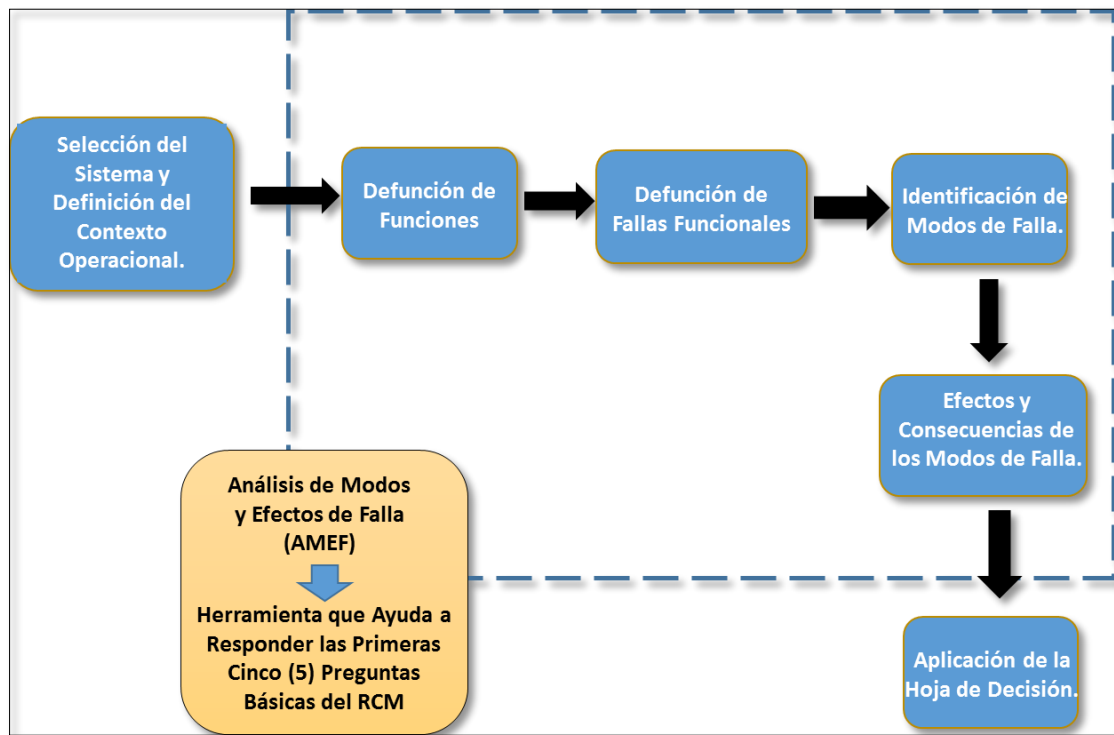 Selección del
Sistema y
Definición del
Contexto
Operacional.
Defunción de
Funciones
Defunción de
Fallas Funcionales
Identificación de
Modos de Falla.
Efectos y
Consecuencias de
los Modos de Falla.
Análisis de Modos
y Efectos de Falla
(AMEF)
Herramienta que Ayuda a
Responder las Primeras
Cinco (5) Preguntas
Básicas del RCM
Aplicación de la
Hoja de Decisión.